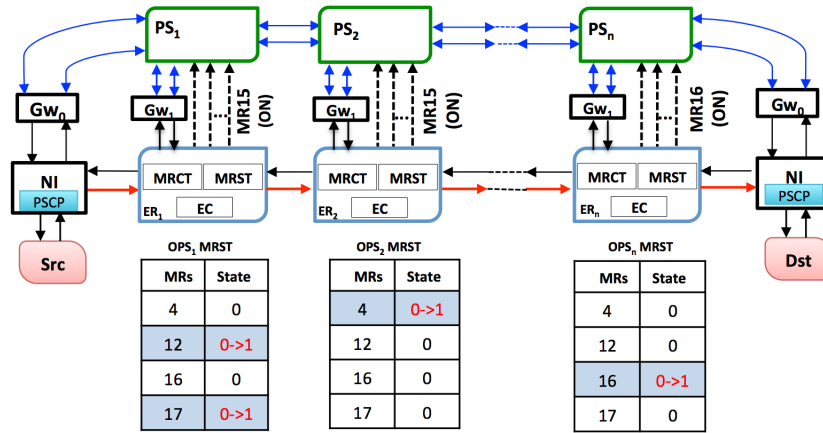 PS1
PS2
PSn
Gw0
Gw1
MR15
(ON)
Gw1
MR15
(ON)
Gw1
MR16
(ON)
Gw0
NI
PSCP
MRCT
MRST
EC
ER1
MRCT
MRST
EC
ER2
MRCT
MRST
EC
ERn
NI
PSCP
Src
Dst
OPS1 MRST
MRs State
4 0
12 0->1
16 0
17 0->1
OPS2 MRST
MRs State
4 0->1
12 0
16 0
17 0
OPSn MRST
MRs State
4 0
12 0
16 0->1
17 0